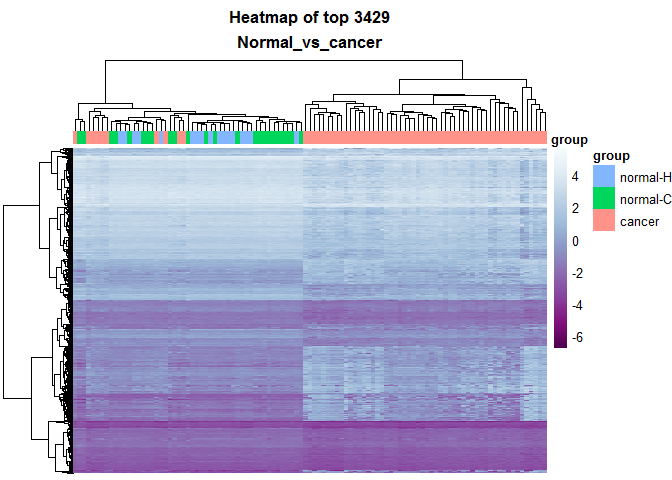 Heatmap of top 3429
Normal_vs_cancer
group
group
normal-H
normal-C
cancer
4
2
0
-2
-4
-6